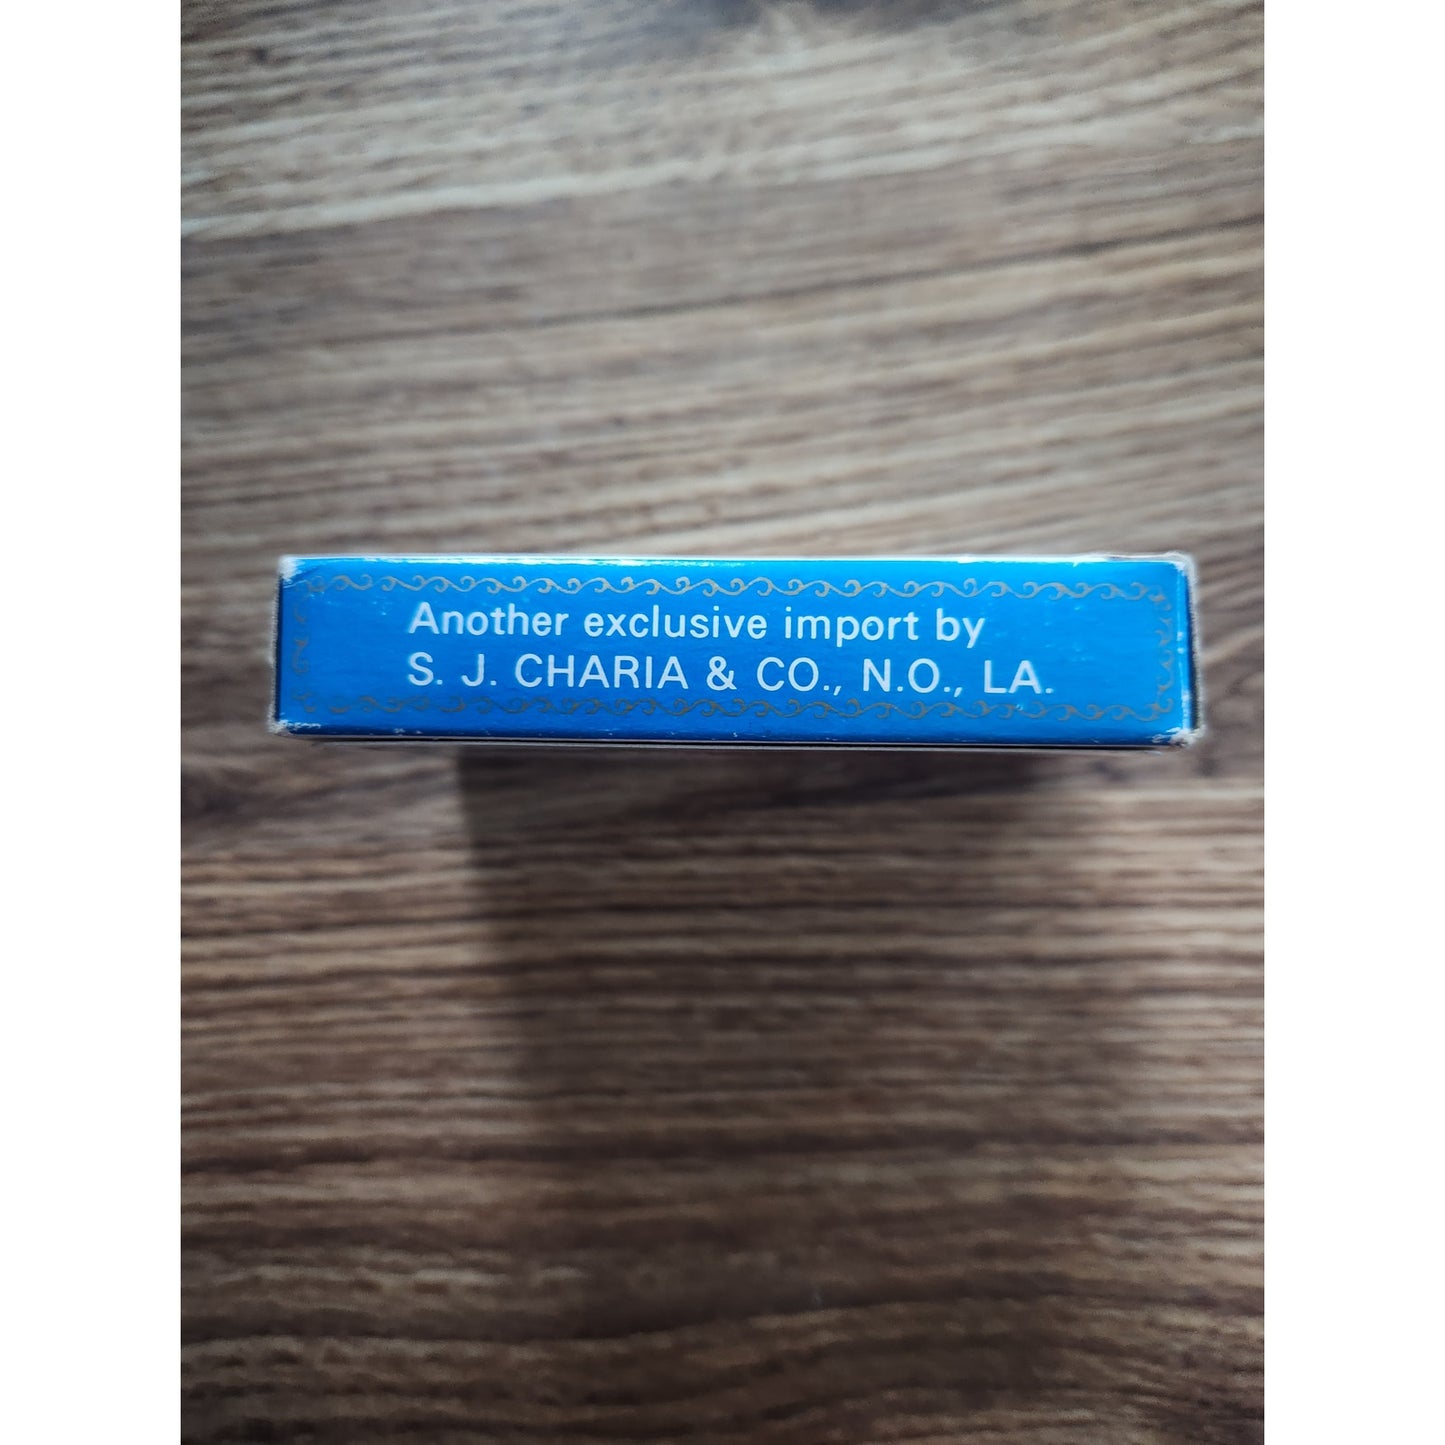 Another exclusive import by
S. J. CHARIA & CO., N.O., LA.